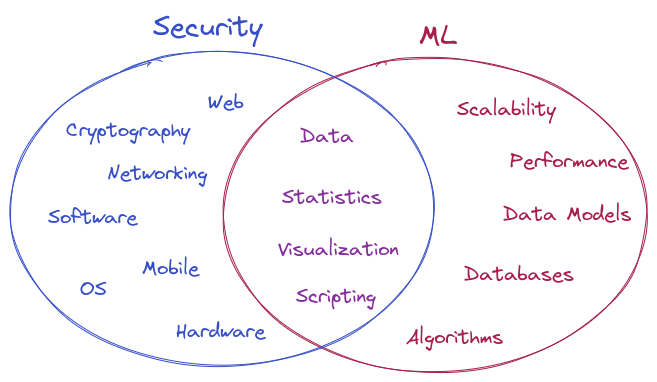 Security
ML
Web
Cryptography
Networking
Software
Mobile
OS
Hardware
Data
Statistics
Visualization
Scripting
Scalability
Performance
Data Models
Databases
Algorithms